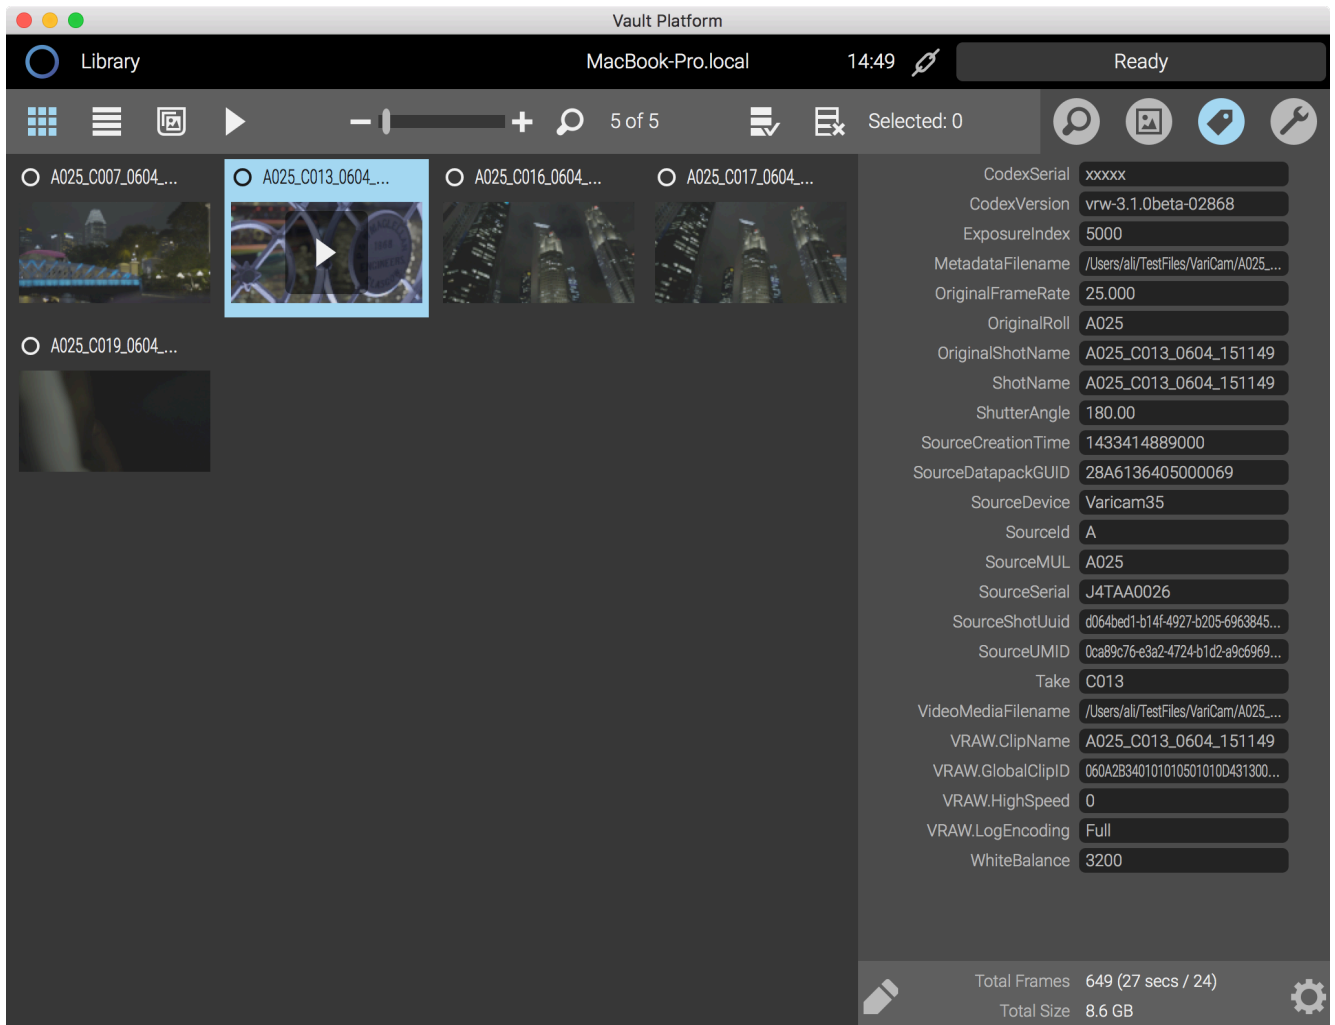 Vault Platform
Library
MacBook-Pro.local
14:49
Ready
5 of 5
Selected: 0
A025_C007_0604_...
A025_C013_0604_...
A025_C016_0604_...
A025_C017_0604_...
A025_C019_0604_...
CodexSerial xxxxx
CodexVersion vrw-3.1.0beta-02868
ExposureIndex 5000
MetadataFilename /Users/ali/TestFiles/VariCam/A025_...
OriginalFrameRate 25.000
OriginalRoll A025
OriginalShotName A025_C013_0604_151149
ShotName A025_C013_0604_151149
ShutterAngle 180.00
SourceCreationTime 1433414889000
SourceDatapackGUID 28A6136405000069
SourceDevice Varicam35
SourceId A
SourceMUL A025
SourceSerial J4TAA0026
SourceShotUuid d064bed1-b14f-4927-b205-6963845...
SourceUMID 0ca89c76-e3a2-4724-b1d2-a9c6969...
Take C013
VideoMediaFilename /Users/ali/TestFiles/VariCam/A025_...
VRAW.ClipName A025_C013_0604_151149
VRAW.GlobalClipID 060A2B340101010501010D431300...
VRAW.HighSpeed 0
VRAW.LogEncoding Full
WhiteBalance 3200
Total Frames 649 (27 secs / 24)
Total Size 8.6 GB